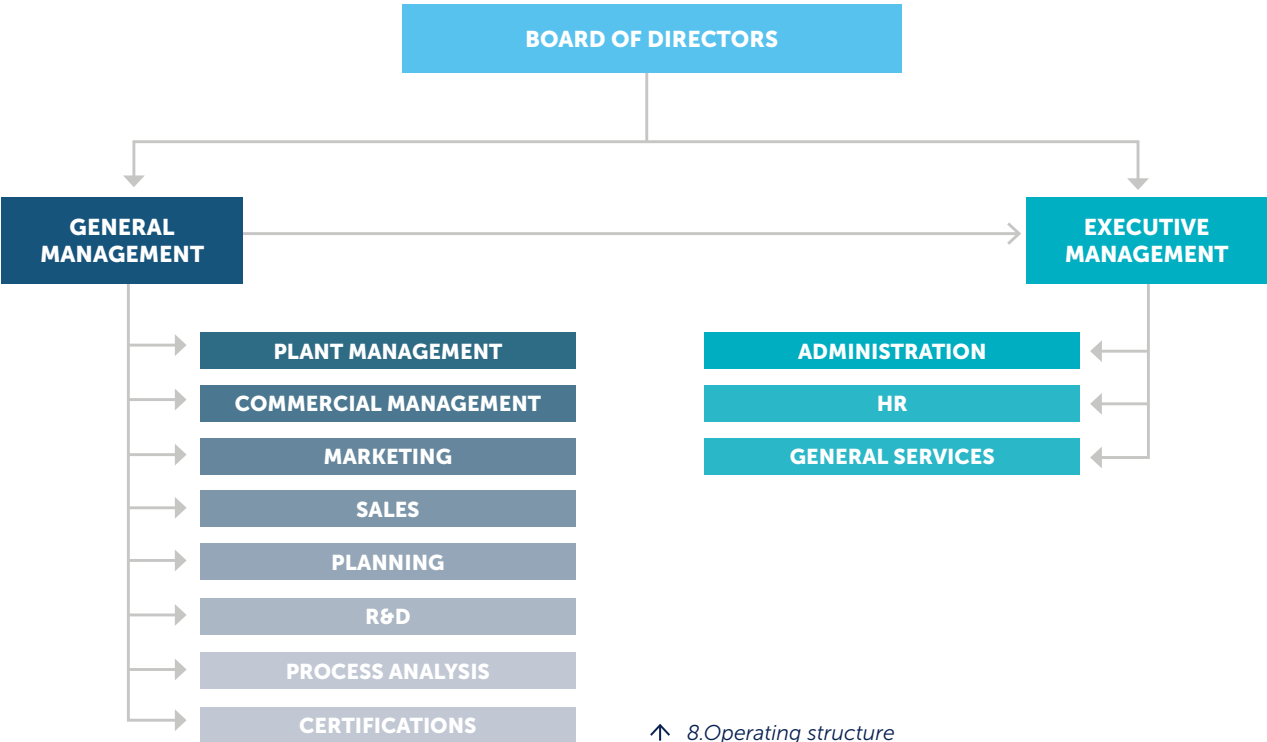 BOARD OF DIRECTORS
GENERAL
MANAGEMENT
EXECUTIVE
MANAGEMENT
PLANT MANAGEMENT
COMMERCIAL MANAGEMENT
MARKETING
SALES
PLANNING
R&D
PROCESS ANALYSIS
CERTIFICATIONS
ADMINISTRATION
HR
GENERAL SERVICES
↑ 8.Operating structure